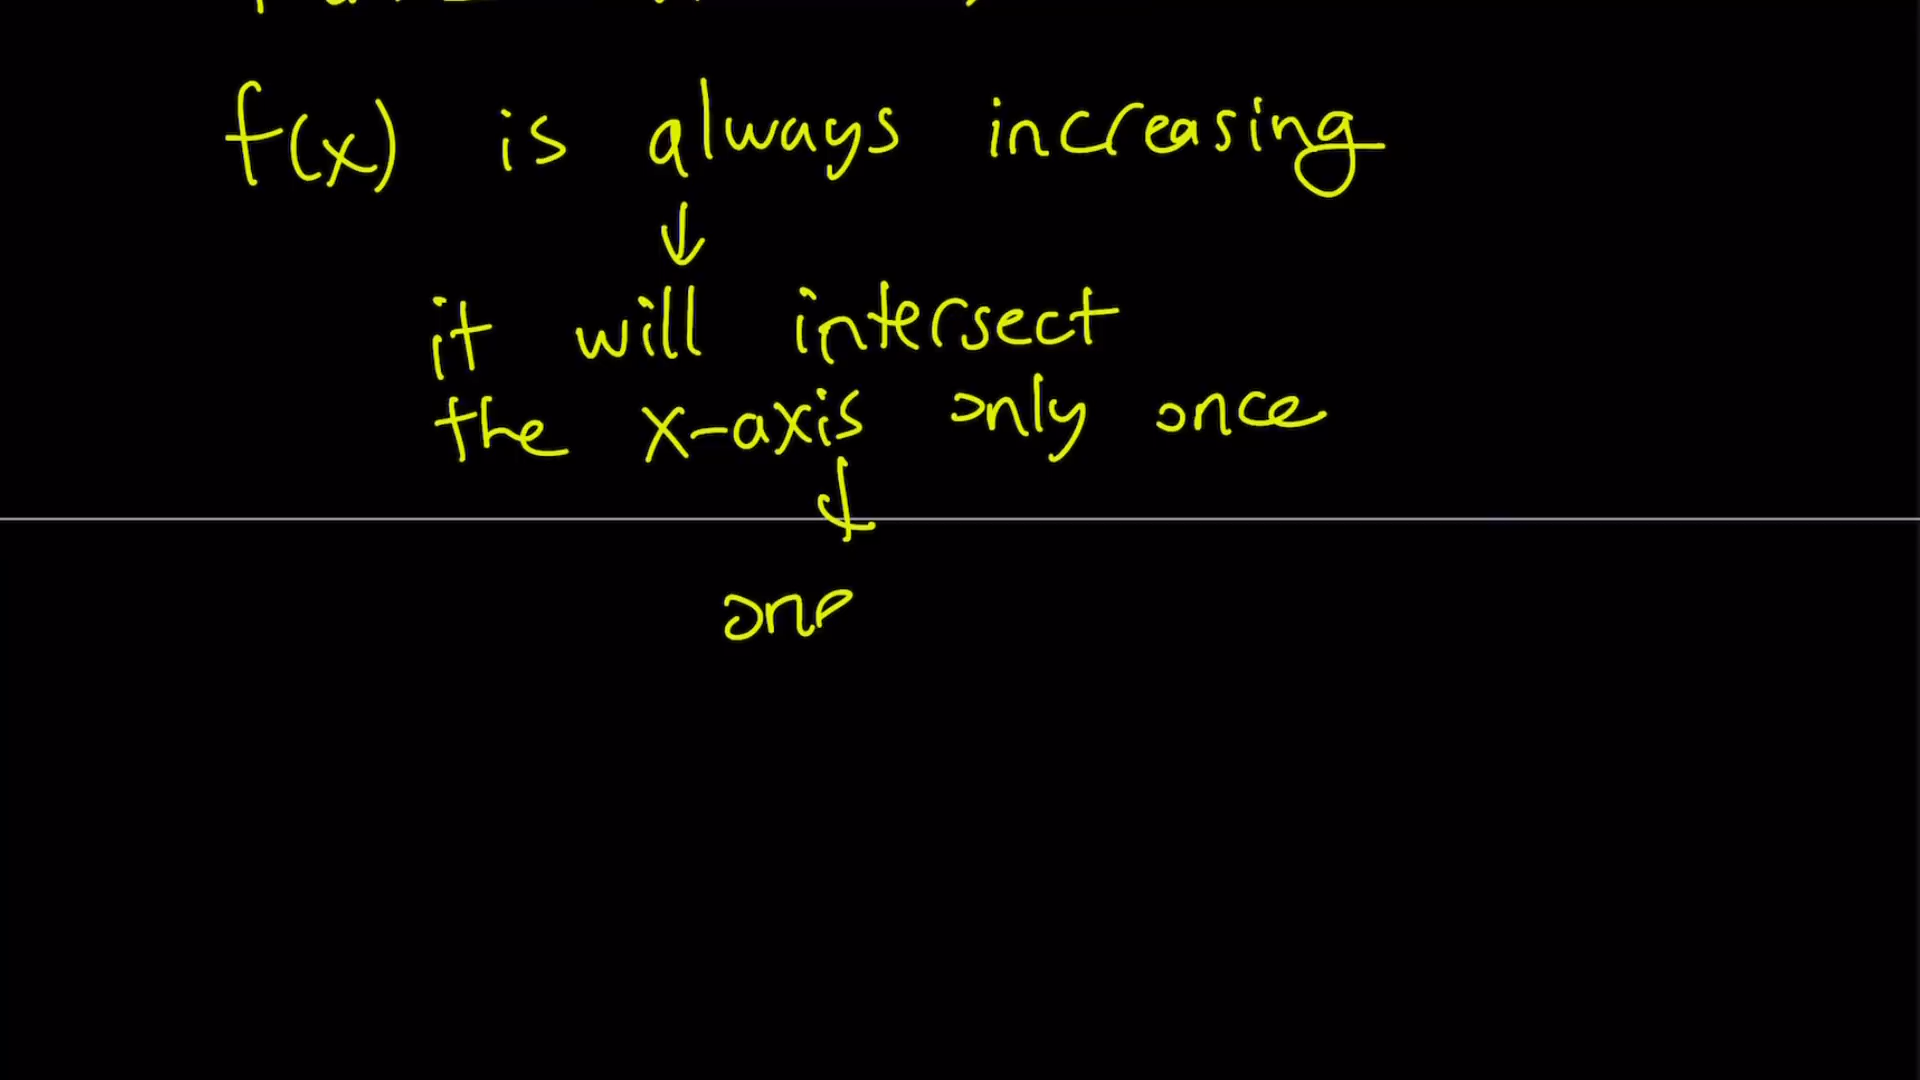 f(x) is always increasing
↓
it will intersect
the x-axis only once
↓
one